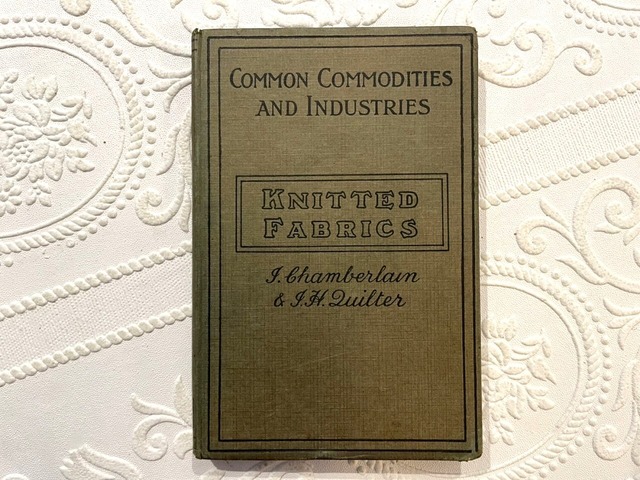 COMMON COMMODITIES
AND INDUSTRIES
KNITTED
FABRICS
J. Chamberlain
& J.H. Quilter